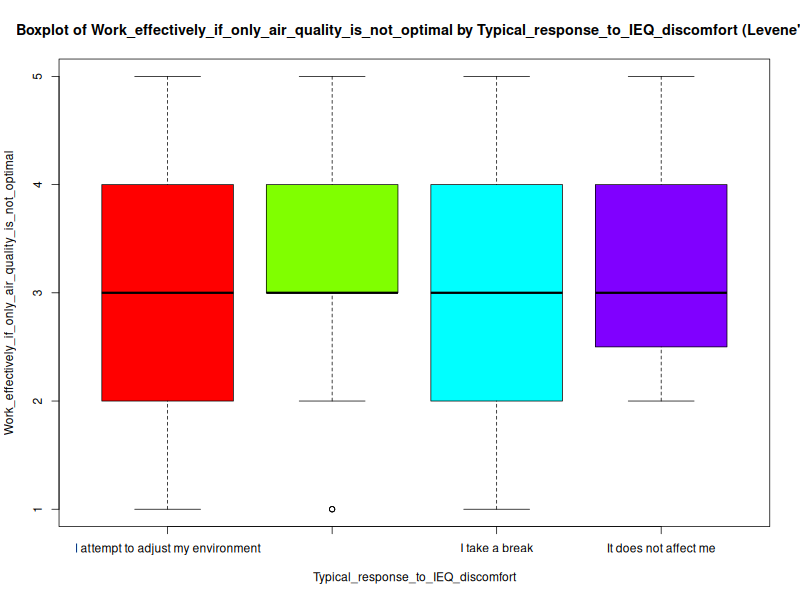 Boxplot of Work_effectively_if_only_air_quality_is_not_optimal by Typical_response_to_IEQ_discomfort (Levene'
Work_effectively_if_only_air_quality_is_not_optimal
5
4
3
2
1
I attempt to adjust my environment
I take a break
It does not affect me
Typical_response_to_IEQ_discomfort